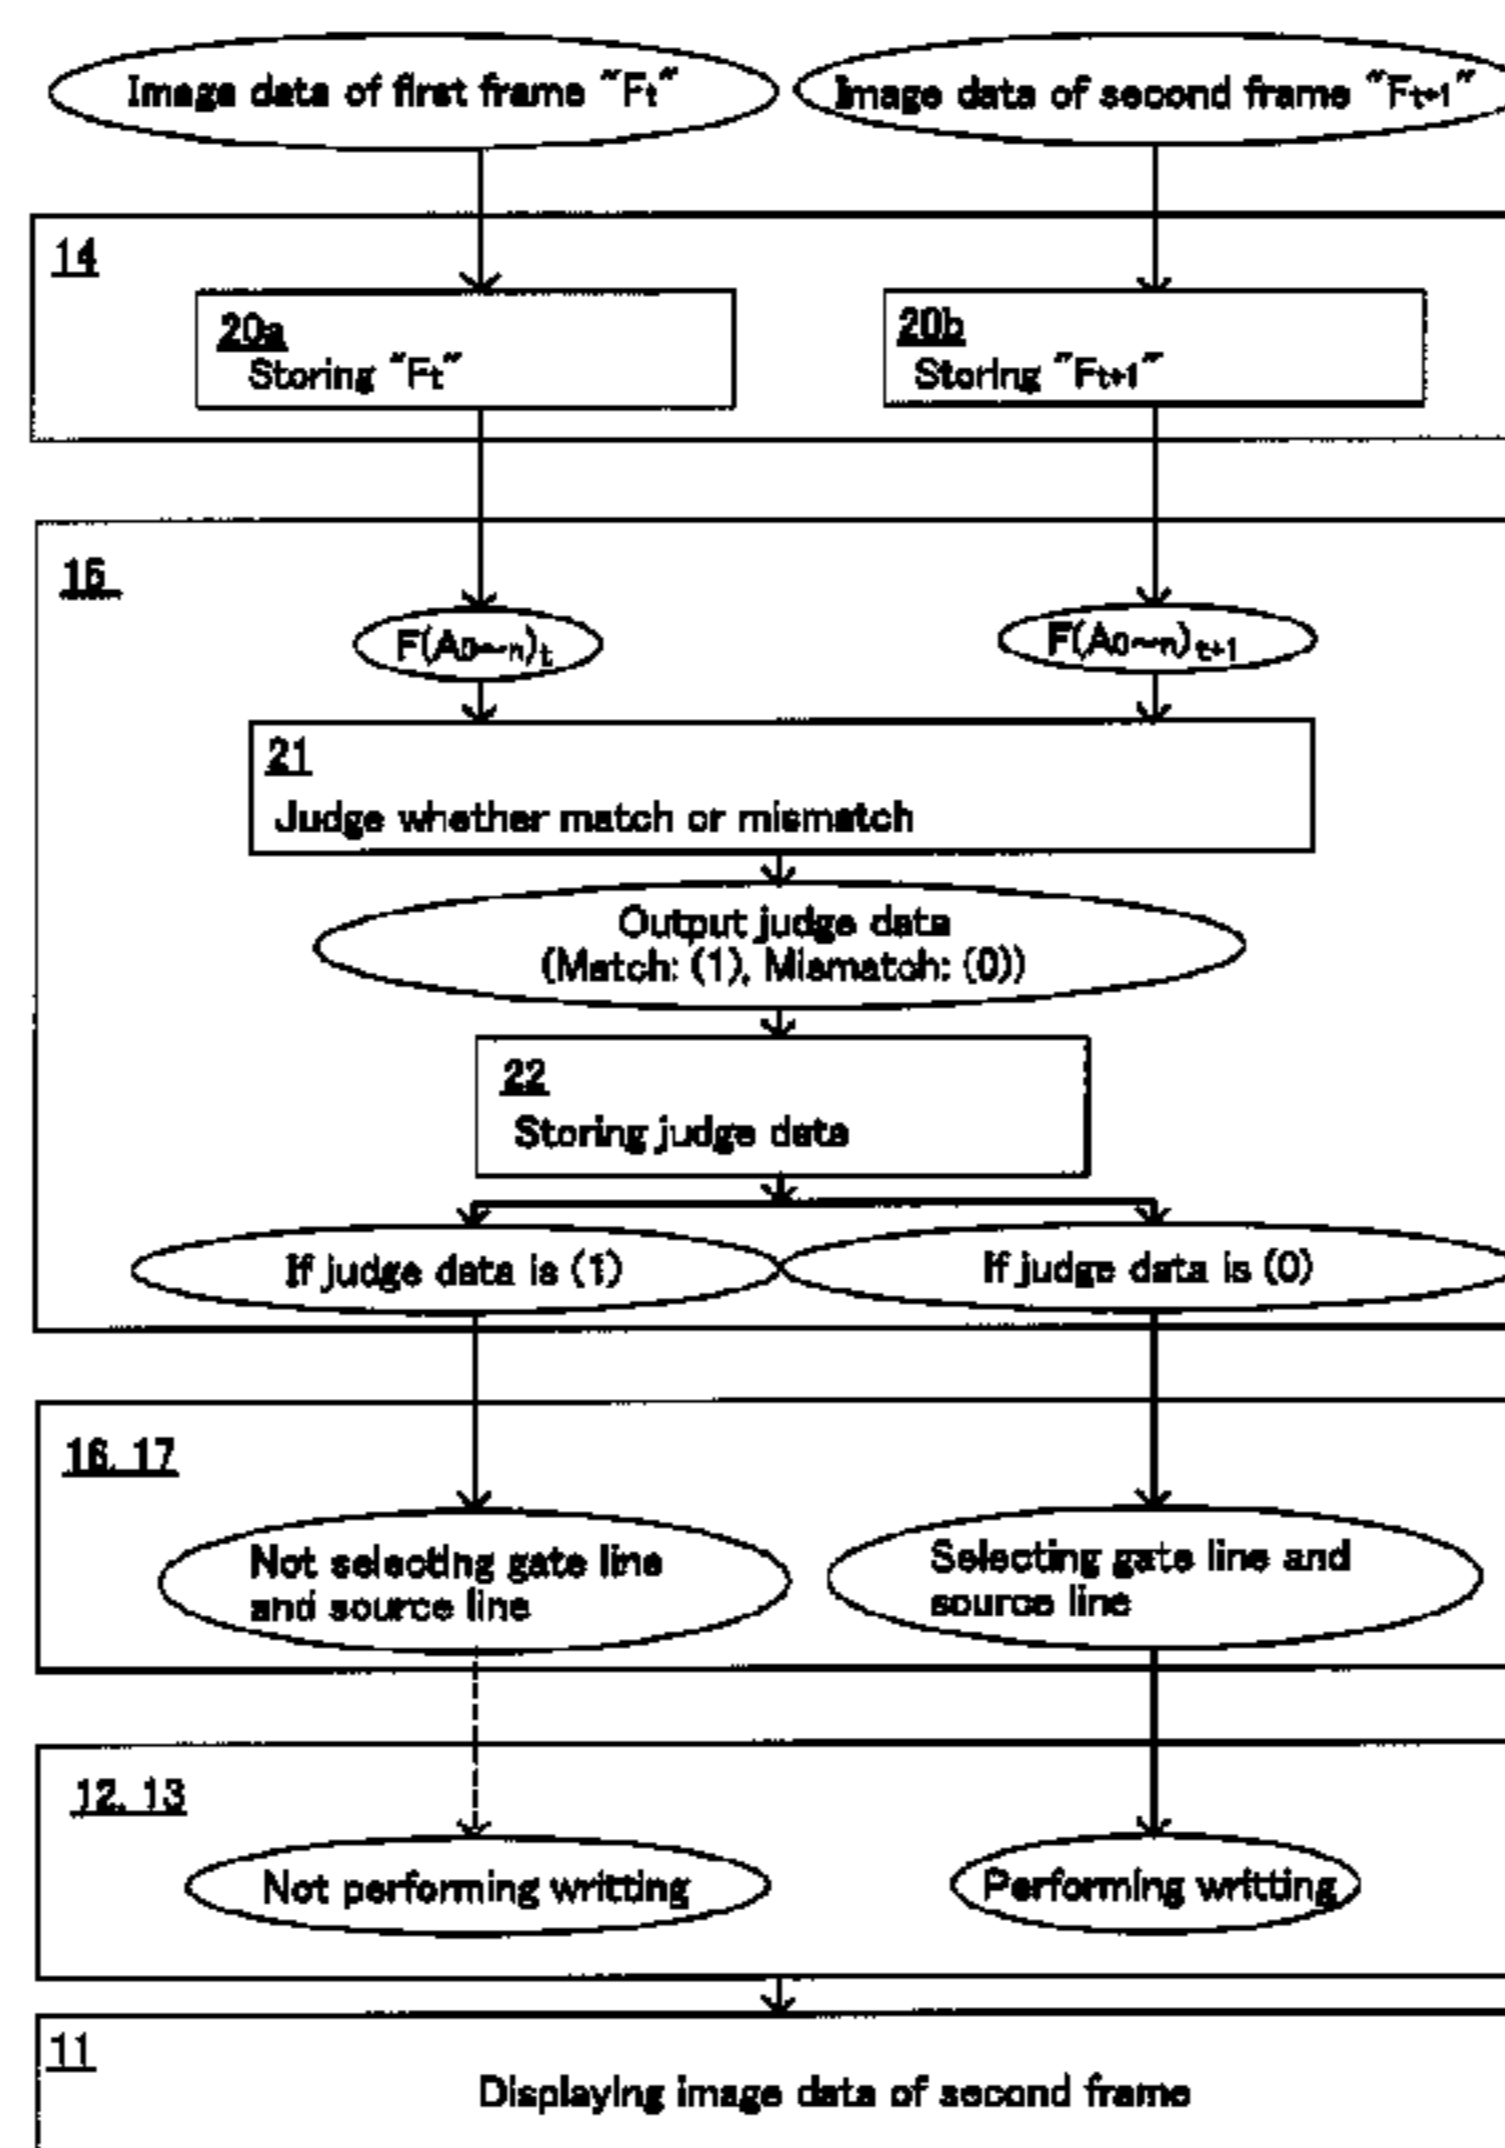 Image data of first frame "Ft"
Image data of second frame "Ft+1"
14
20a
Storing "Ft"
20b
Storing "Ft+1"
15
F(A0~n)t
F(A0~n)t+1
21
Judge whether match or mismatch
Output judge data
(Match: (1), Mismatch: (0))
22
Storing judge data
If judge data is (1)
If judge data is (0)
16, 17
Not selecting gate line
and source line
Selecting gate line and
source line
12, 13
Not performing writting
Performing writting
11
Displaying image data of second frame